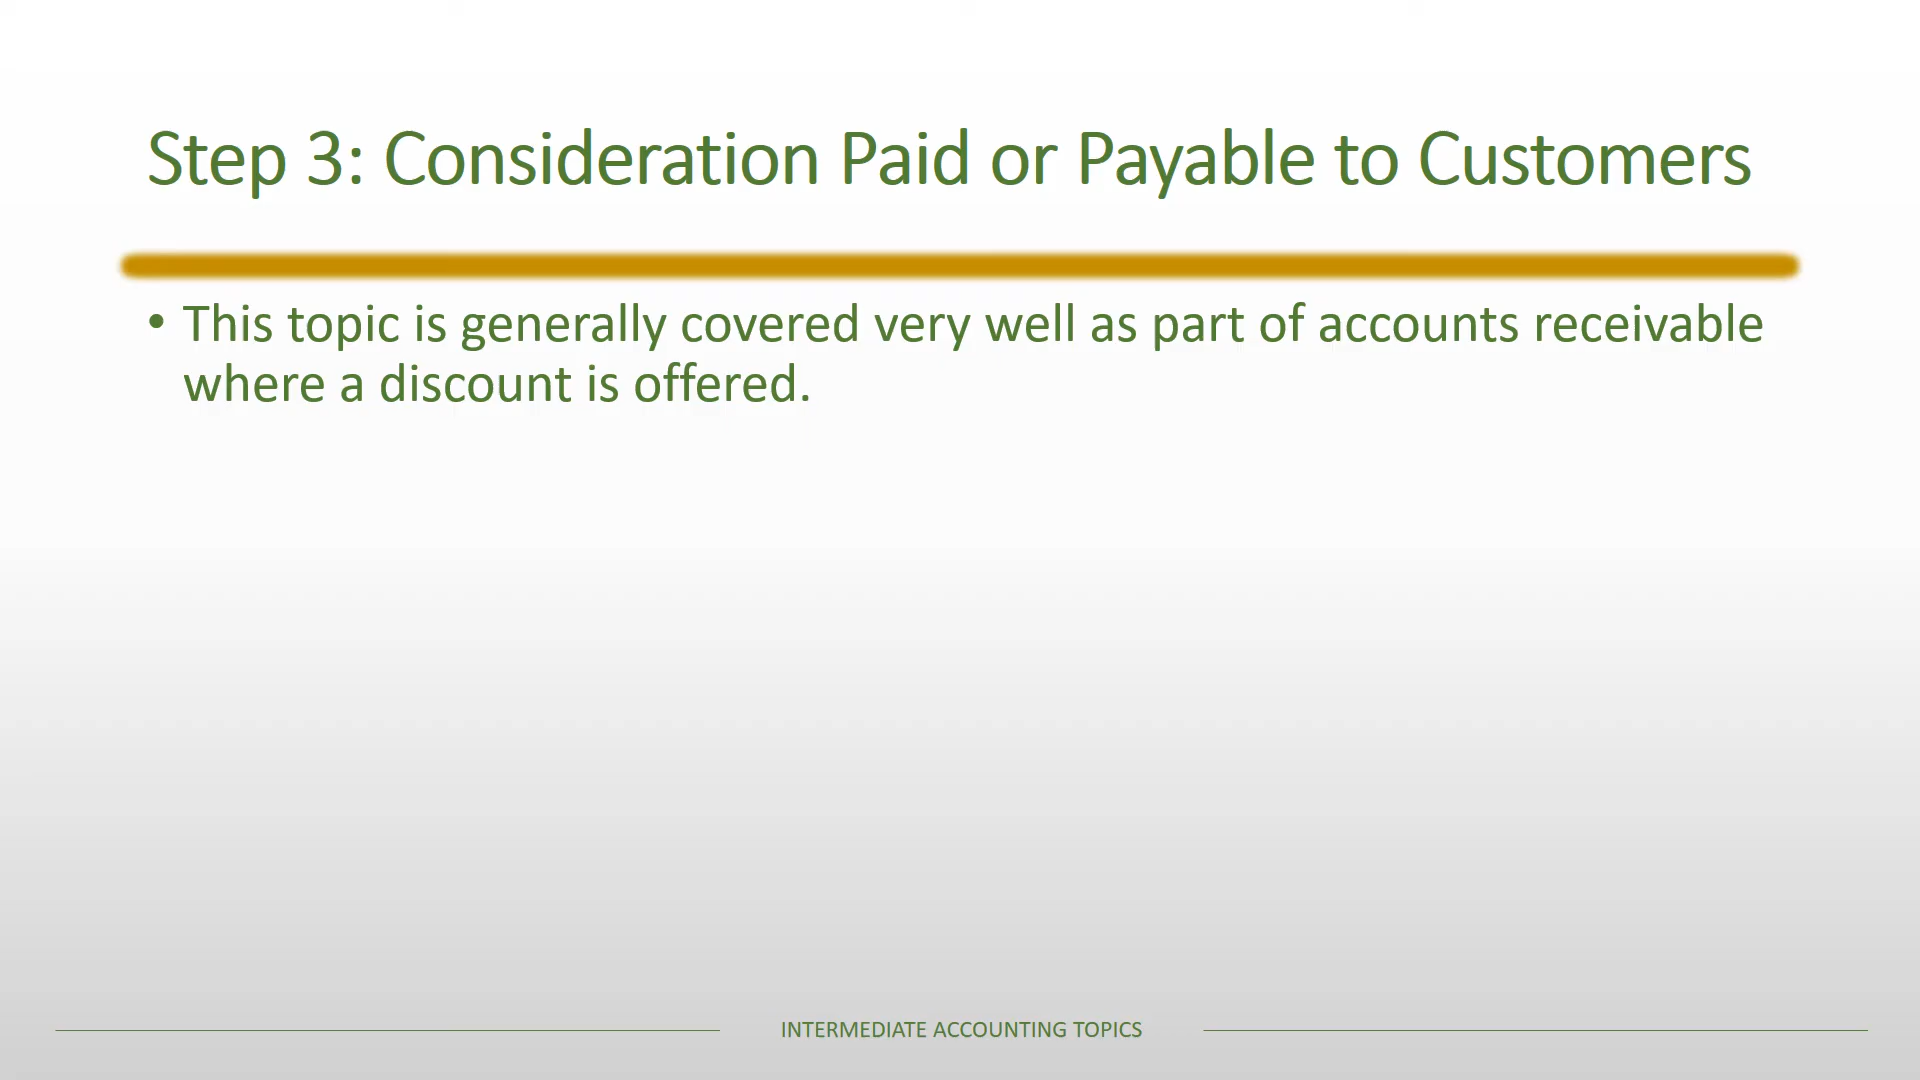 Step 3: Consideration Paid or Payable to Customers
• This topic is generally covered very well as part of accounts receivable
where a discount is offered.
INTERMEDIATE ACCOUNTING TOPICS